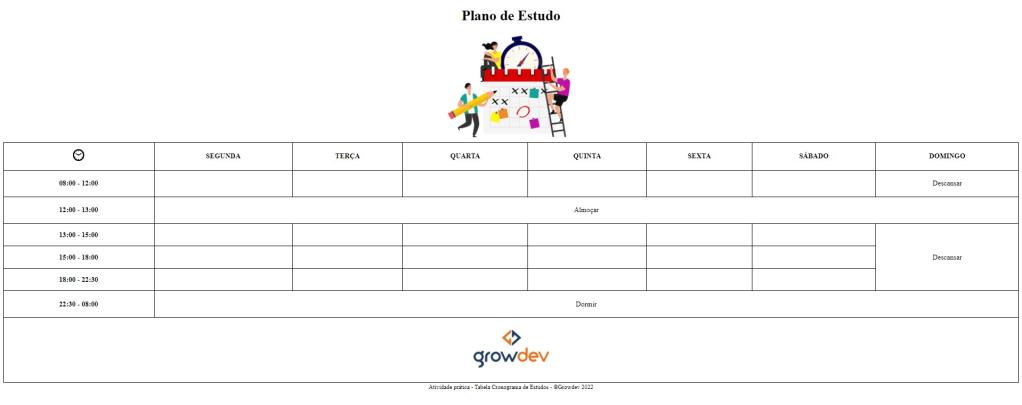 Plano de Estudo
SEGUNDA TERÇA QUARTA QUINTA SEXTA SÁBADO DOMINGO
08:00 - 12:00 Descansar
12:00 - 13:00 Almoçar
13:00 - 15:00
15:00 - 18:00 Descansar
18:00 - 22:30
22:30 - 08:00 Dormir
growdev
Atividade prática - Tabela Cronograma de Estudos - ©Growdev 2022